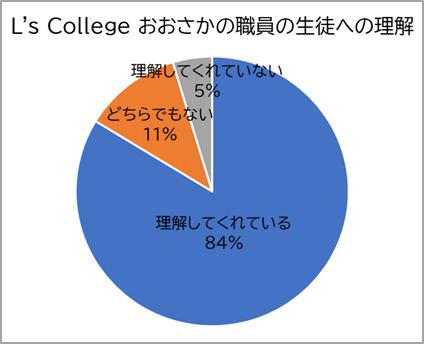 L's College おおさかの職員の生徒への理解
理解してくれていない
5%
どちらでもない
11%
理解してくれている
84%